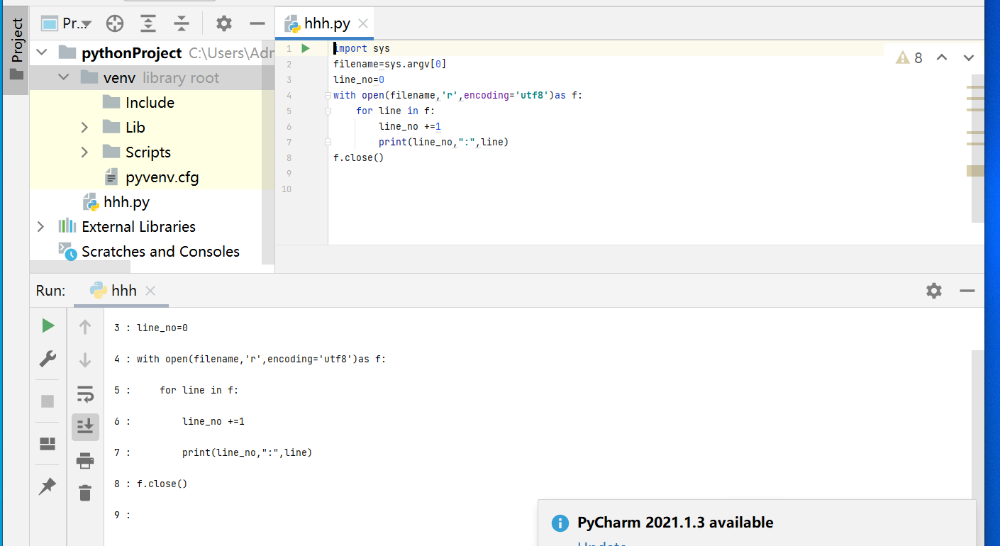 Project
Pr...
hhh.py
pythonProject C:\Users\Adr
venv library root
Include
Lib
Scripts
pyvenv.cfg
hhh.py
External Libraries
Scratches and Consoles
8
1 import sys
2 filename=sys.argv[0]
3 line_no=0
4 with open(filename,'r',encoding='utf8')as f:
5     for line in f:
6         line_no +=1
7         print(line_no,":",line)
8 f.close()
9
10
Run: hhh
3 : line_no=0
4 : with open(filename,'r',encoding='utf8')as f:
5 :     for line in f:
6 :         line_no +=1
7 :         print(line_no,":",line)
8 : f.close()
9 :
PyCharm 2021.1.3 available
Update